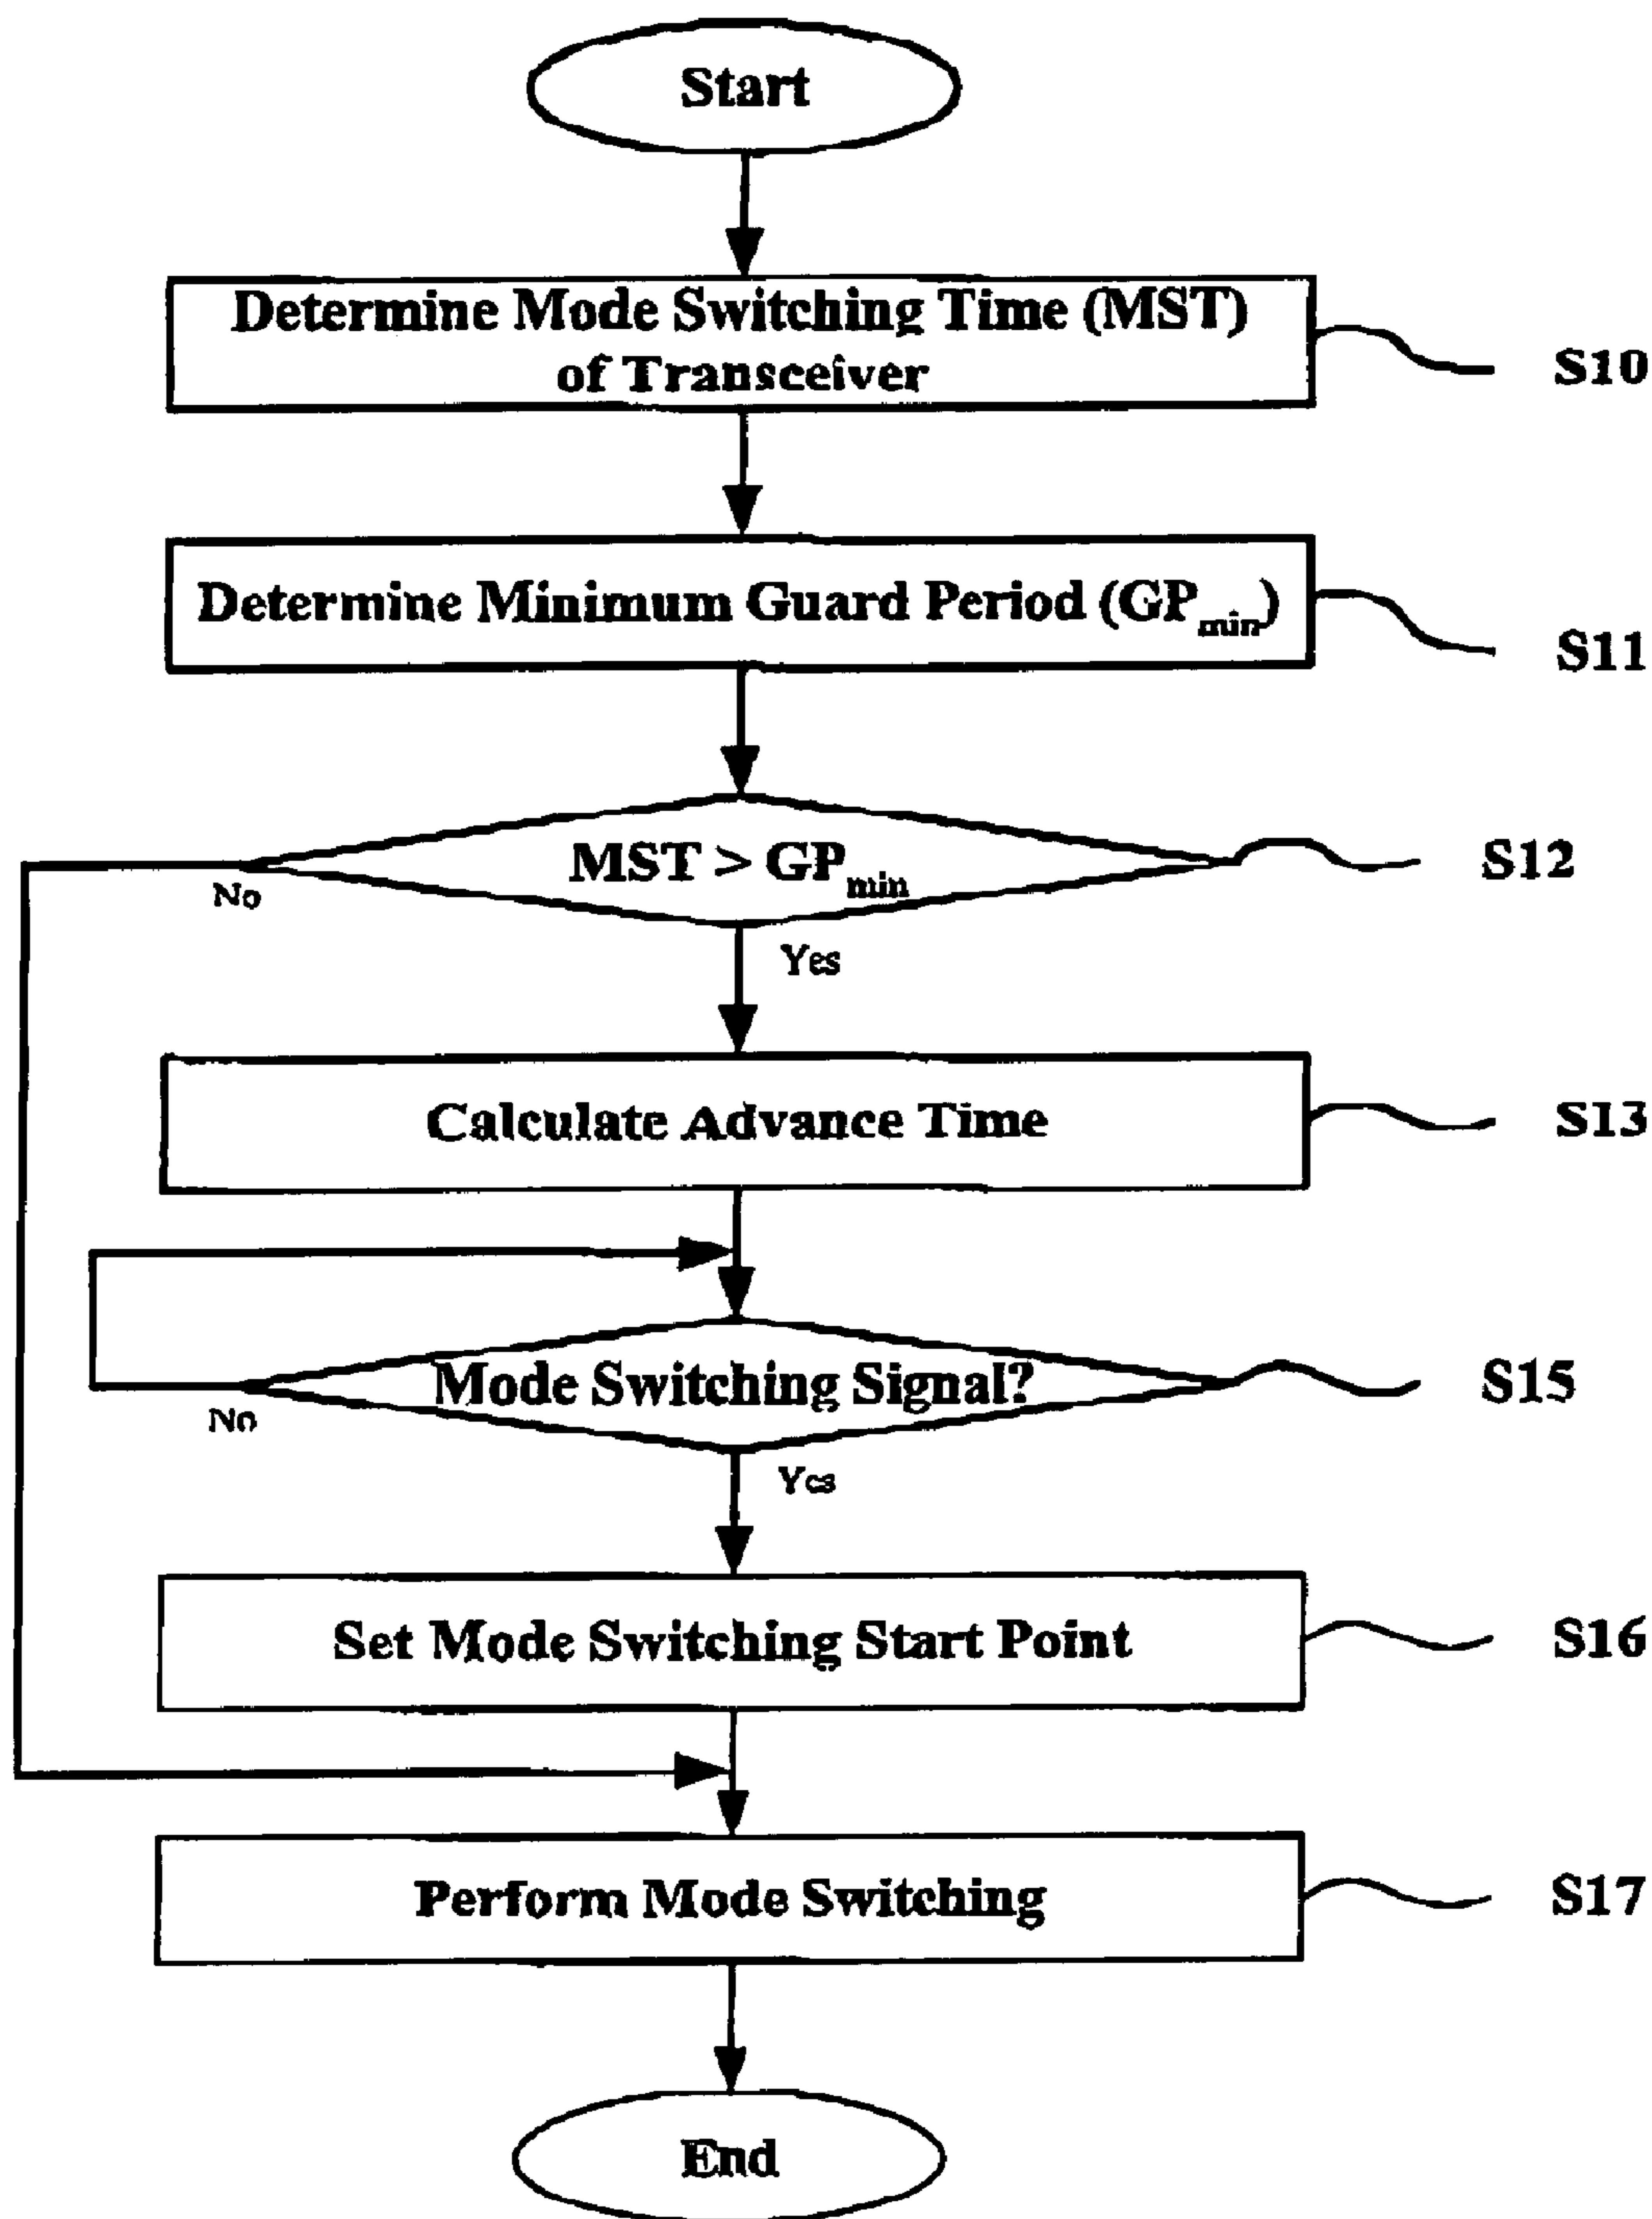 Start
Determine Mode Switching Time (MST)
of Transceiver
S10
Determine Minimum Guard Period (GPmin)
S11
MST > GPmin
S12
No
Yes
Calculate Advance Time
S13
Mode Switching Signal?
S15
No
Yes
Set Mode Switching Start Point
S16
Perform Mode Switching
S17
End